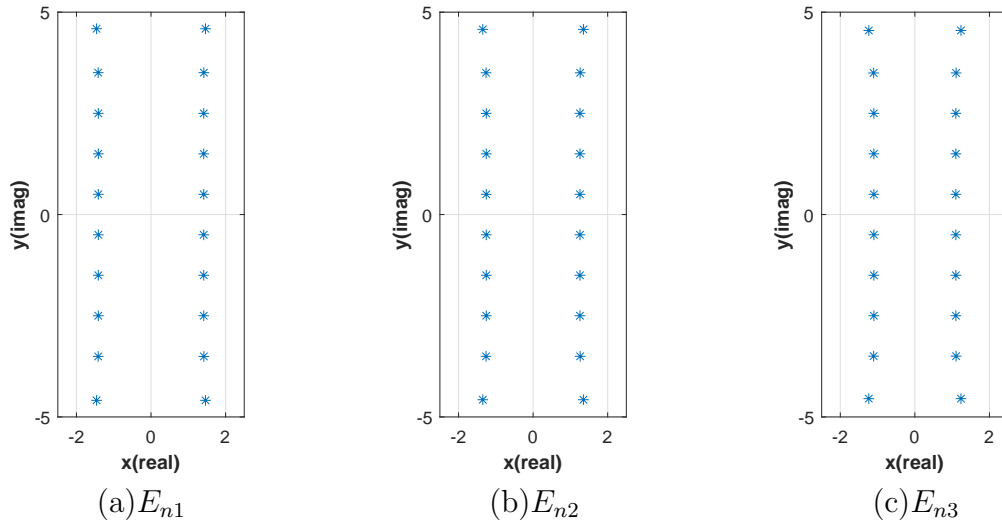 5
0
-5
y(imag)
-2 0 2
x(real)
(a)E_{n1}
5
0
-5
y(imag)
-2 0 2
x(real)
(b)E_{n2}
5
0
-5
y(imag)
-2 0 2
x(real)
(c)E_{n3}